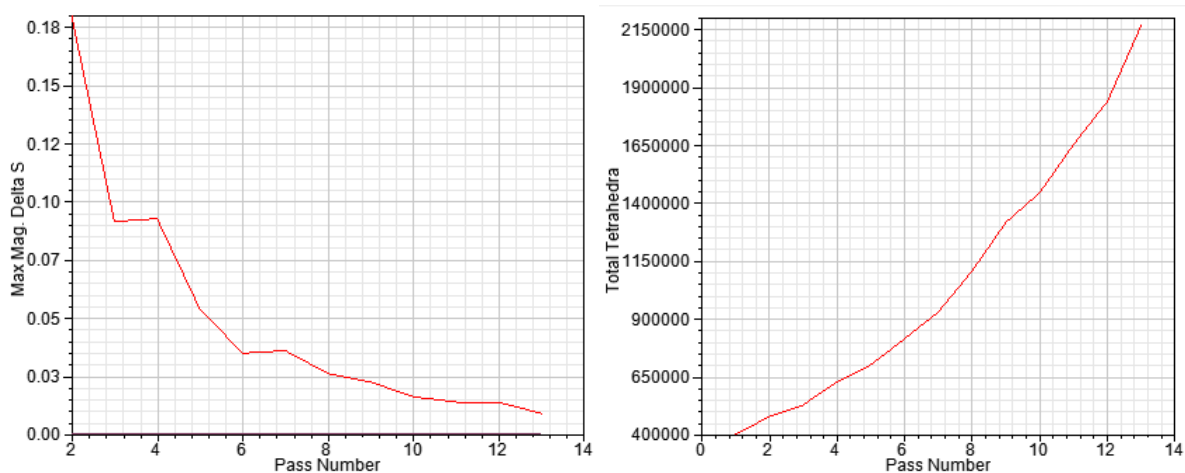 0.18
0.15
0.12
0.10
0.07
0.05
0.03
0.00
Max Mag. Delta S
2 4 6 8 10 12 14
Pass Number
2150000
1900000
1650000
1400000
1150000
900000
650000
400000
Total Tetrahedra
0 2 4 6 8 10 12 14
Pass Number